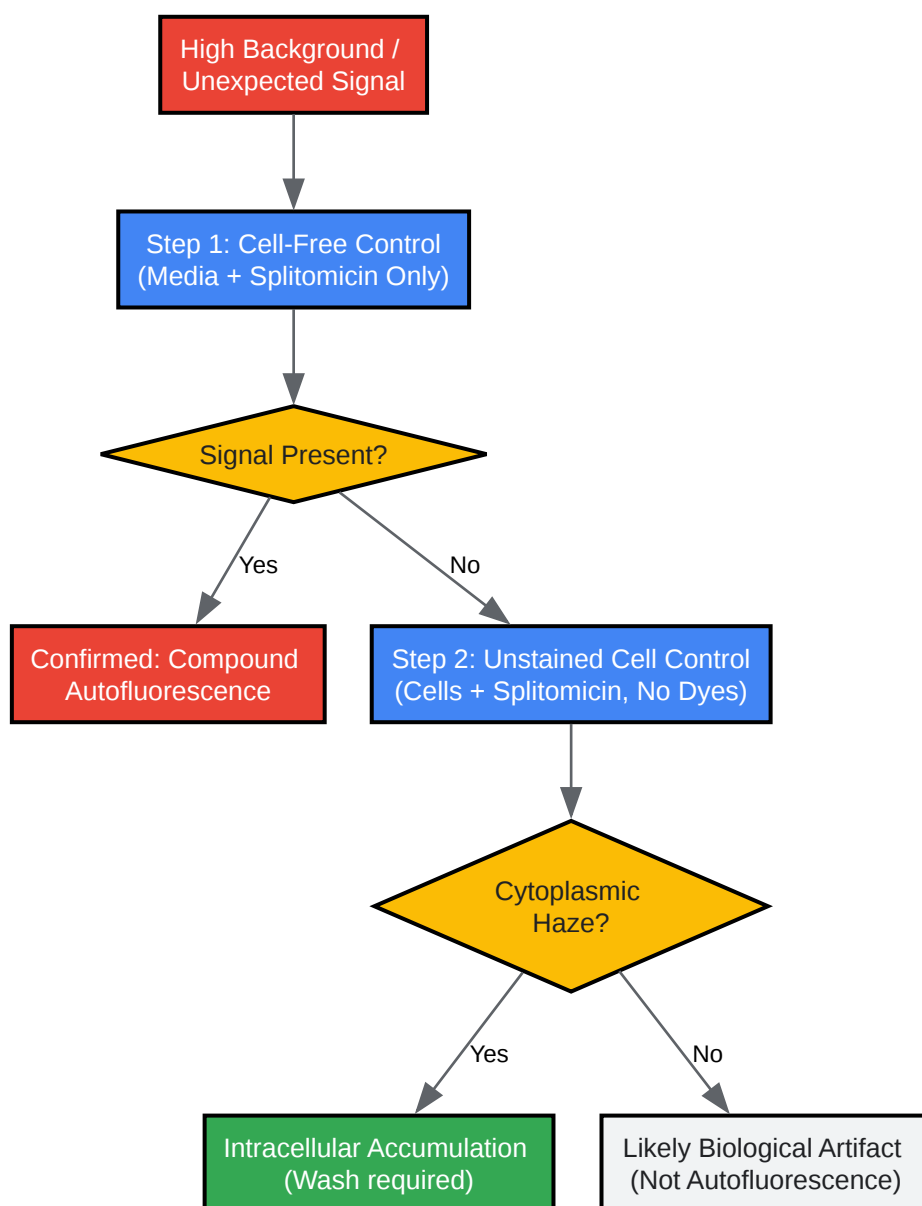 High Background /
Unexpected Signal
Step 1: Cell-Free Control
(Media + Splitomicin Only)
Signal Present?
Yes
No
Confirmed: Compound
Autofluorescence
Step 2: Unstained Cell Control
(Cells + Splitomicin, No Dyes)
Cytoplasmic
Haze?
Yes
No
Intracellular Accumulation
(Wash required)
Likely Biological Artifact
(Not Autofluorescence)